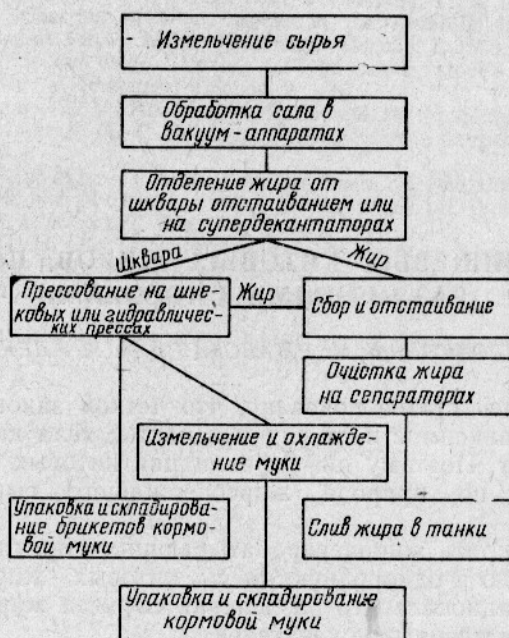 Измельчение сырья
Обработка сала в
вакуум-аппаратах
Отделение жира от
шквары отстаиванием или
на супердекантаторах
Шквара
Жир
Прессование на шне-
ковых или гидравличес-
ких прессах
Жир
Сбор и отстаивание
Очистка жира
на сепараторах
Измельчение и охлажде-
ние муки
Упаковка и складирова-
ние брикетов кормо-
вой муки
Слив жира в танки
Упаковка и складирование
кормовой муки